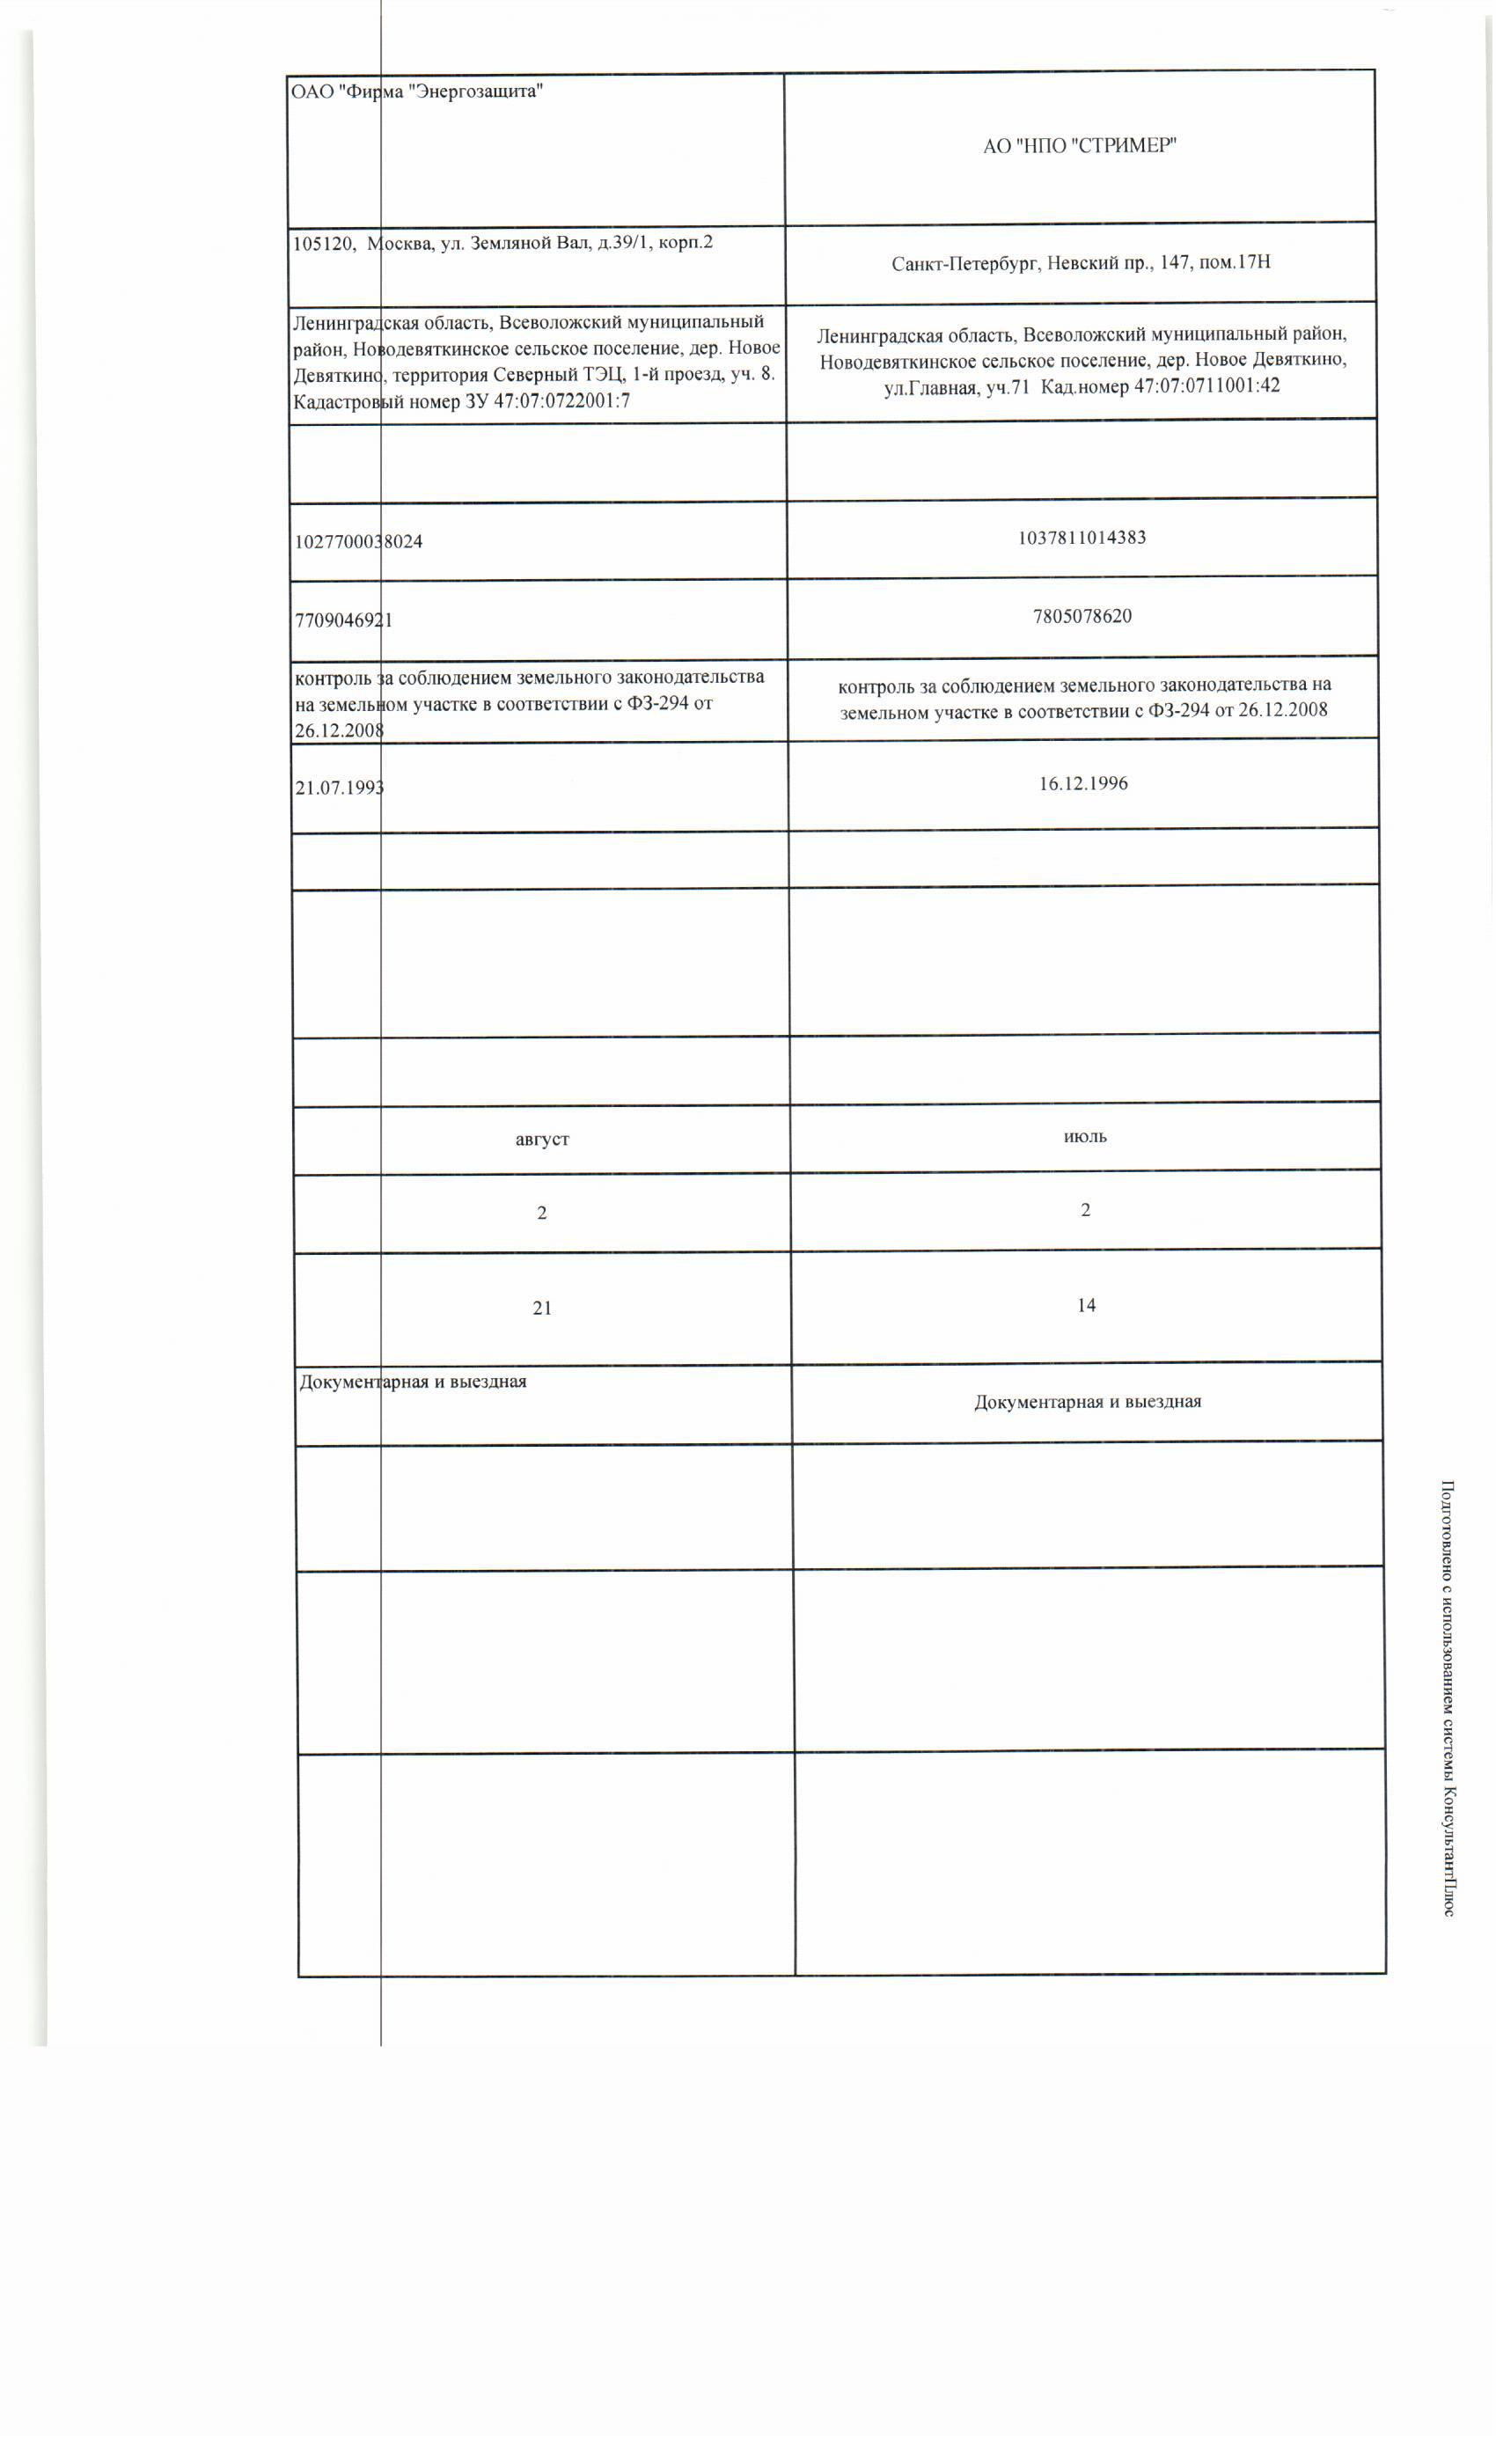 ОАО "Фирма "Энергозащита"
АО "НПО "СТРИМЕР"
105120, Москва, ул. Земляной Вал, д.39/1, корп.2
Санкт-Петербург, Невский пр., 147, пом.17Н
Ленинградская область, Всеволожский муниципальный
район, Новодевяткинское сельское поселение, дер. Новое
Девяткино, территория Северный ТЭЦ, 1-й проезд, уч. 8.
Кадастровый номер ЗУ 47:07:0722001:7
Ленинградская область, Всеволожский муниципальный район,
Новодевяткинское сельское поселение, дер. Новое Девяткино,
ул.Главная, уч.71 Кад.номер 47:07:0711001:42
1027700038024
1037811014383
7709046921
7805078620
контроль за соблюдением земельного законодательства
на земельном участке в соответствии с ФЗ-294 от
26.12.2008
контроль за соблюдением земельного законодательства на
земельном участке в соответствии с ФЗ-294 от 26.12.2008
21.07.1993
16.12.1996
август
июль
2
2
21
14
Документарная и выездная
Документарная и выездная
Подготовлено с использованием системы КонсультантПлюс